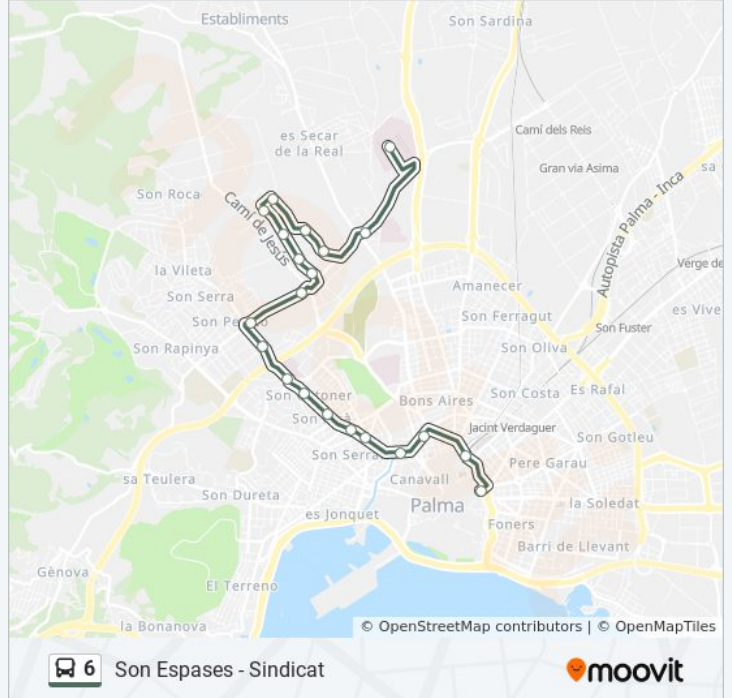 Establiments
Son Sardina
es Secar
de la Real
Camí dels Reis
Gran via Asima
sa
Son Roca
Camí de Jesús
Autopista Palma - Inca
la Vileta
Verge de
Son Serra
Amanecer
es Vive
Son Pe
Son Ferragut
Son Fuster
Son Rapinya
Son Oliva
Son Costa
Es Rafal
Bons Aires
Jacint Verdaguer
Son Gotleu
Son Serra
Pere Garau
sa Teulera
Canavall
Son Dureta
Palma
la Soledat
es Jonquet
Foners
Barri de Llevant
Gènova
El Terreno
la Bonanova
© OpenStreetMap contributors | © OpenMapTiles
6 Son Espases - Sindicat
moovit